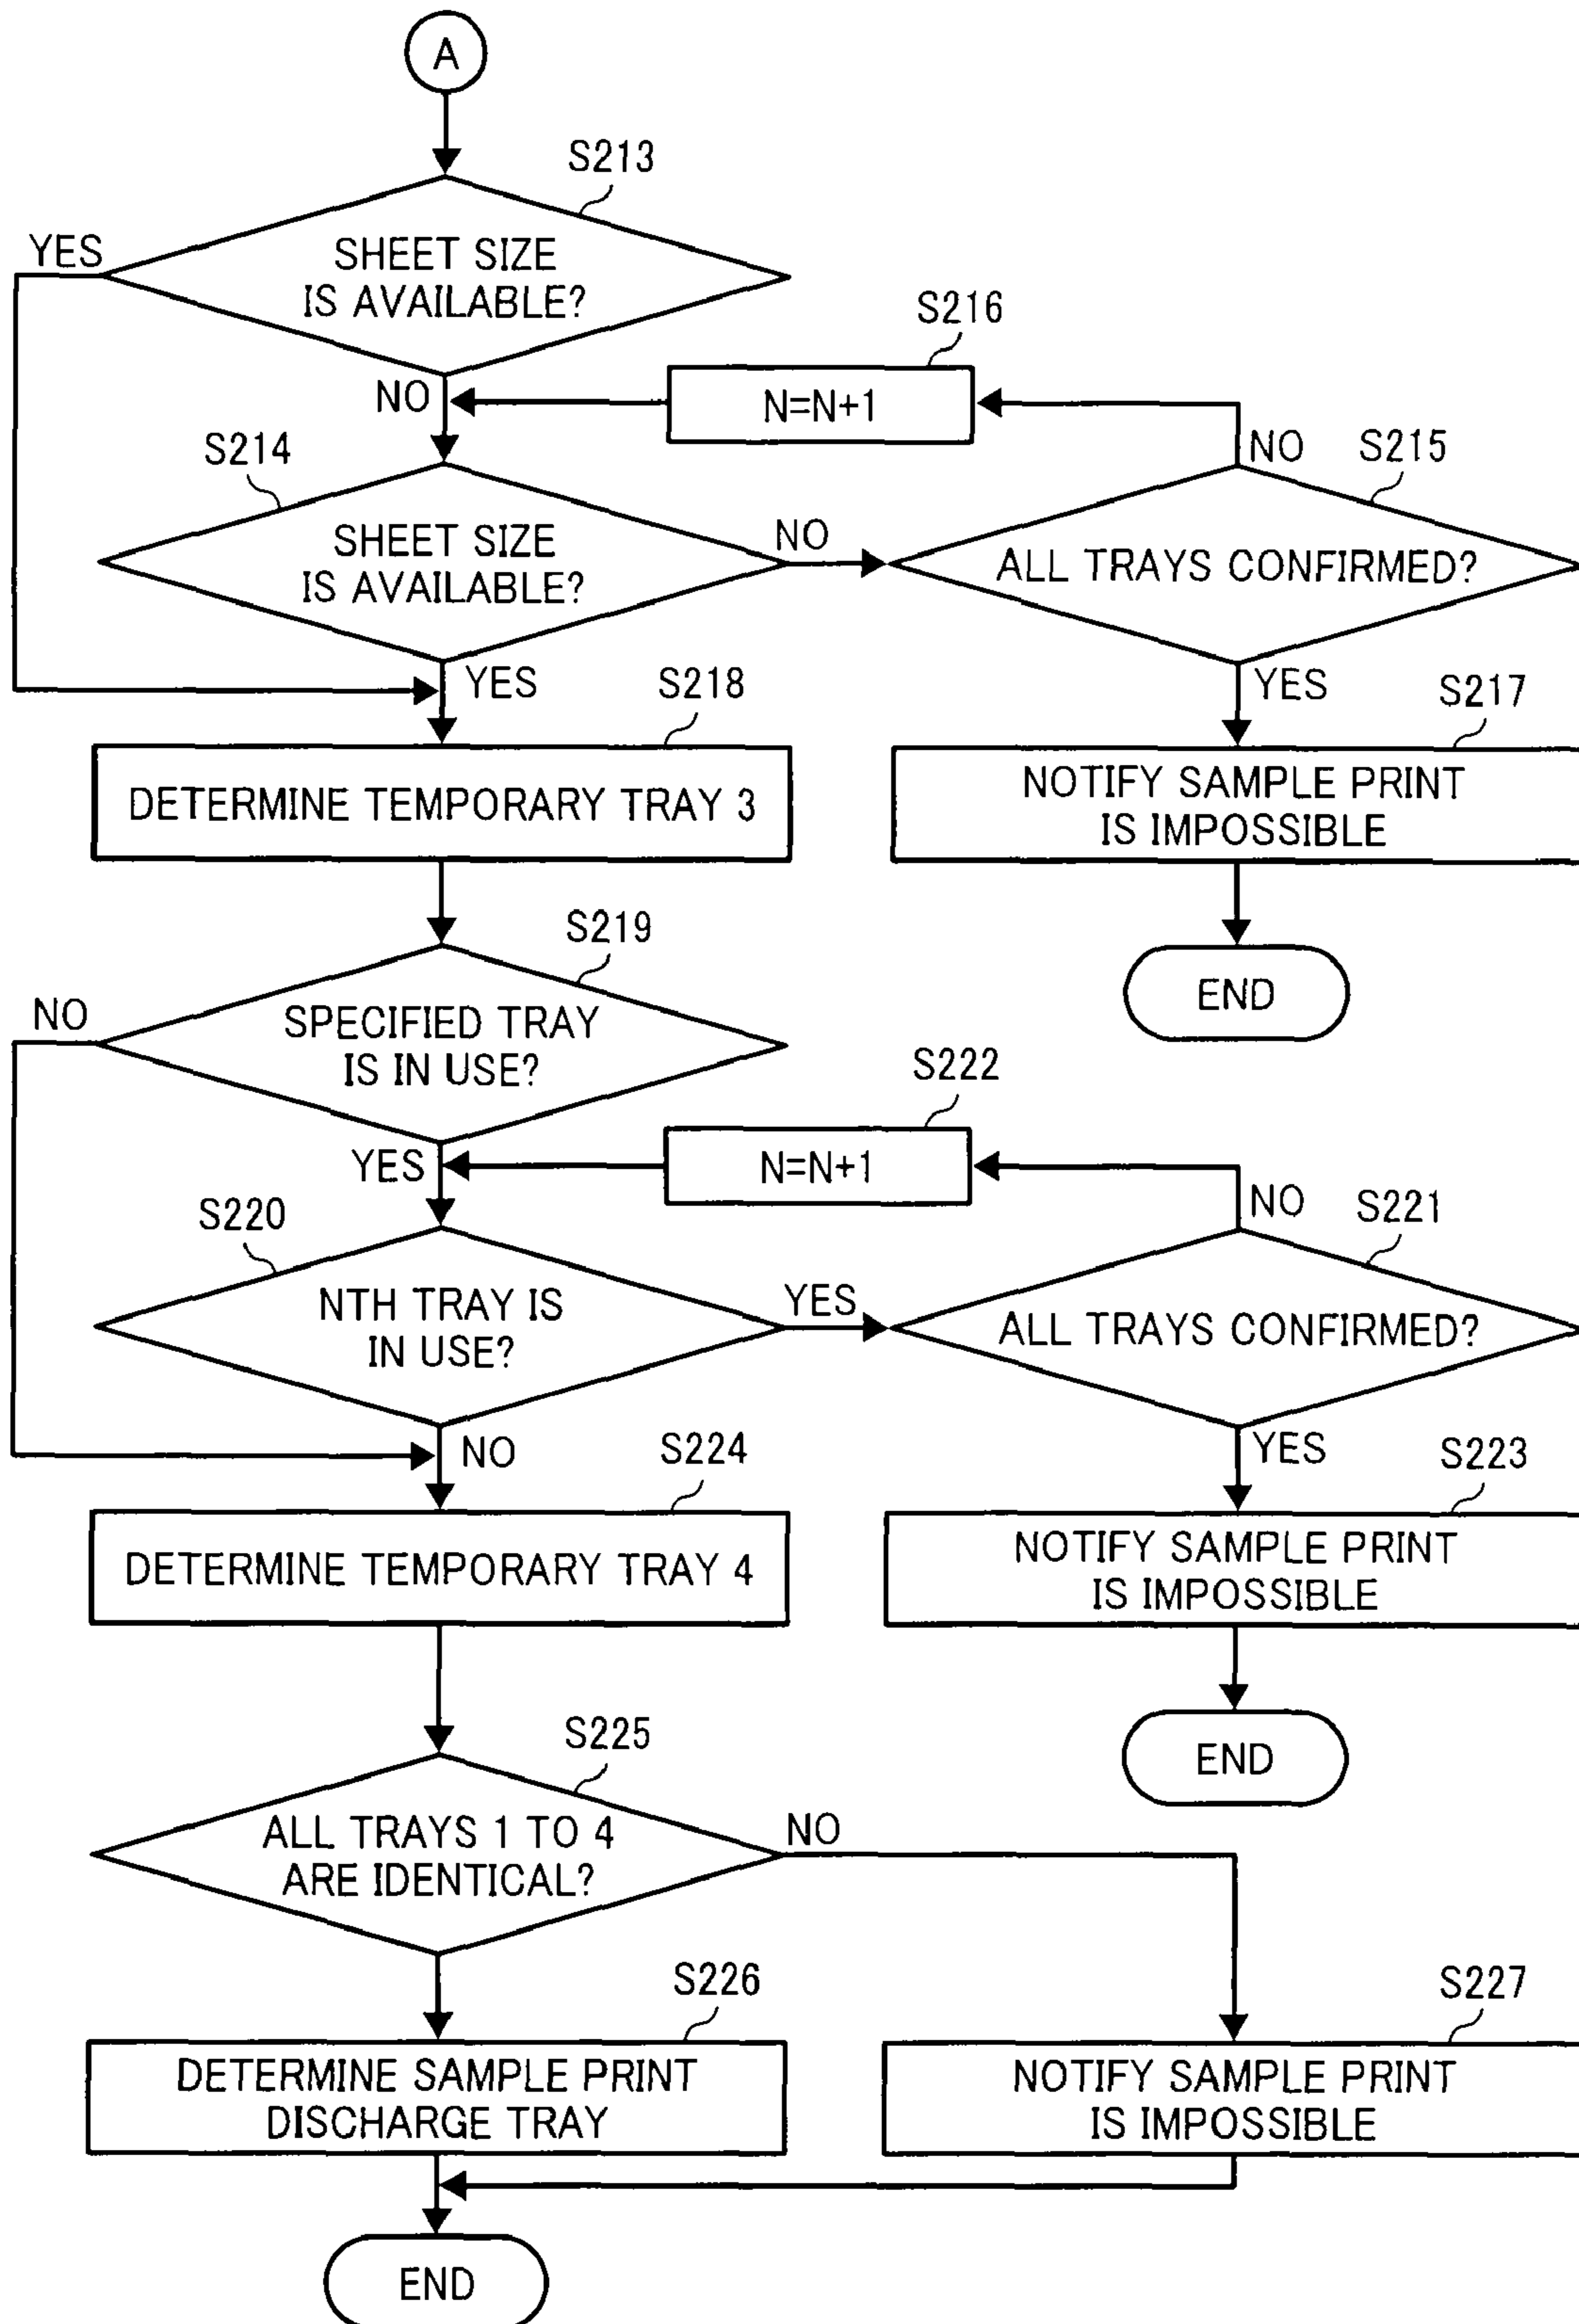 A
S213
YES
SHEET SIZE
IS AVAILABLE?
S216
NO
N=N+1
S214
NO
S215
SHEET SIZE
IS AVAILABLE?
NO
ALL TRAYS CONFIRMED?
YES
S218
YES
S217
DETERMINE TEMPORARY TRAY 3
NOTIFY SAMPLE PRINT
IS IMPOSSIBLE
S219
NO
SPECIFIED TRAY
IS IN USE?
END
S222
YES
N=N+1
S220
NO
S221
NTH TRAY IS
IN USE?
YES
ALL TRAYS CONFIRMED?
NO
S224
YES
S223
DETERMINE TEMPORARY TRAY 4
NOTIFY SAMPLE PRINT
IS IMPOSSIBLE
S225
END
ALL TRAYS 1 TO 4
ARE IDENTICAL?
NO
S226
S227
DETERMINE SAMPLE PRINT
DISCHARGE TRAY
NOTIFY SAMPLE PRINT
IS IMPOSSIBLE
END